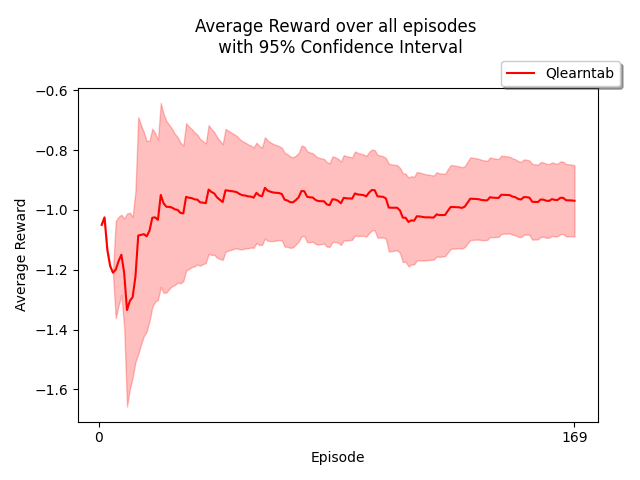 Average Reward over all episodes
with 95% Confidence Interval
Qlearntab
−0.6
−0.8
−1.0
−1.2
−1.4
−1.6
Average Reward
0
169
Episode